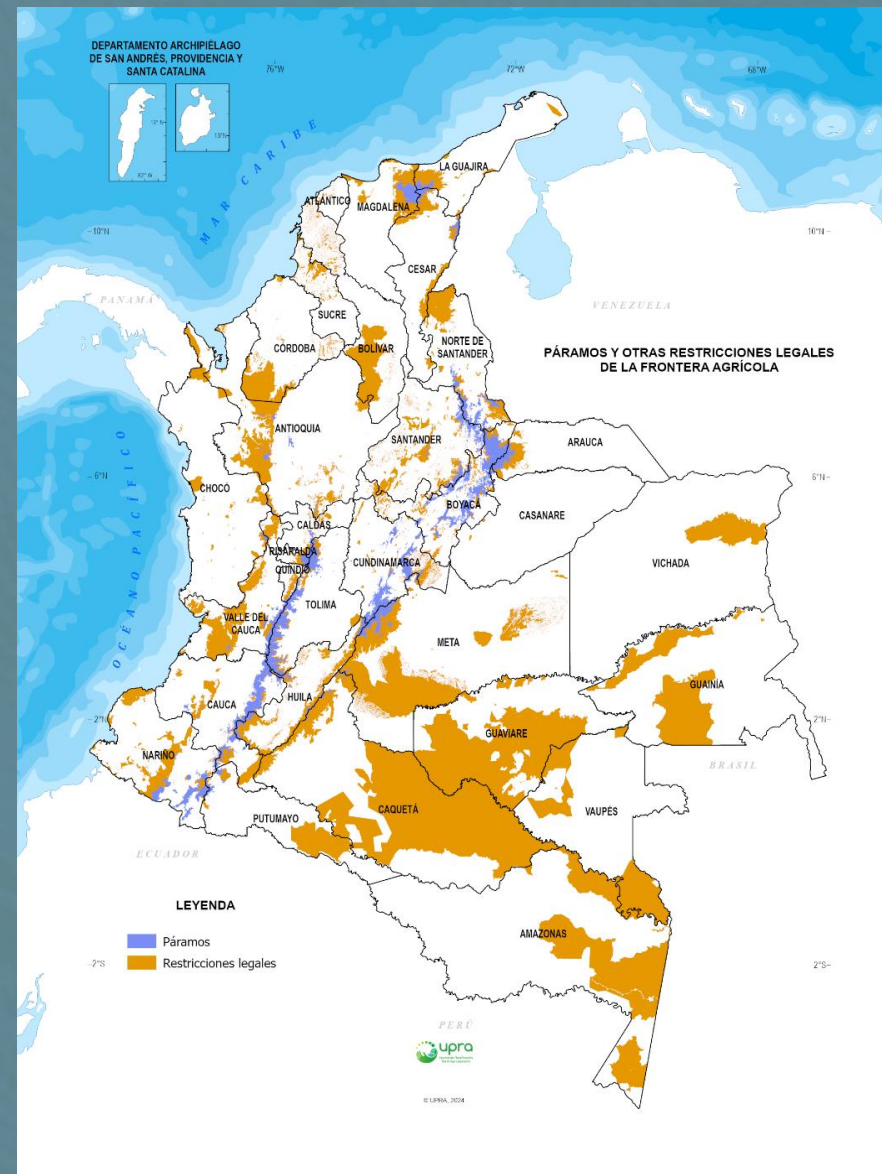 DEPARTAMENTO ARCHIPIÉLAGO
DE SAN ANDRÉS, PROVIDENCIA Y
SANTA CATALINA
76°W
72°W
68°W
MAR CARIBE
LA GUAJIRA
ATLÁNTICO
MAGDALENA
10°N
10°N
CESAR
PANAMÁ
VENEZUELA
SUCRE
CÓRDOBA
BOLÍVAR
NORTE DE
SANTANDER
PÁRAMOS Y OTRAS RESTRICCIONES LEGALES
DE LA FRONTERA AGRÍCOLA
ANTIOQUIA
SANTANDER
ARAUCA
OCÉANO PACÍFICO
6°N
6°N
CHOCÓ
BOYACÁ
CASANARE
CALDAS
RISARALDA
QUINDÍO
CUNDINAMARCA
VICHADA
TOLIMA
VALLE DEL
CAUCA
META
GUAINÍA
HUILA
CAUCA
2°N
2°N
GUAVIARE
NARIÑO
BRASIL
CAQUETÁ
VAUPÉS
PUTUMAYO
ECUADOR
LEYENDA
Páramos
Restricciones legales
AMAZONAS
2°S
2°S
PERÚ
upra
© UPRA, 2024